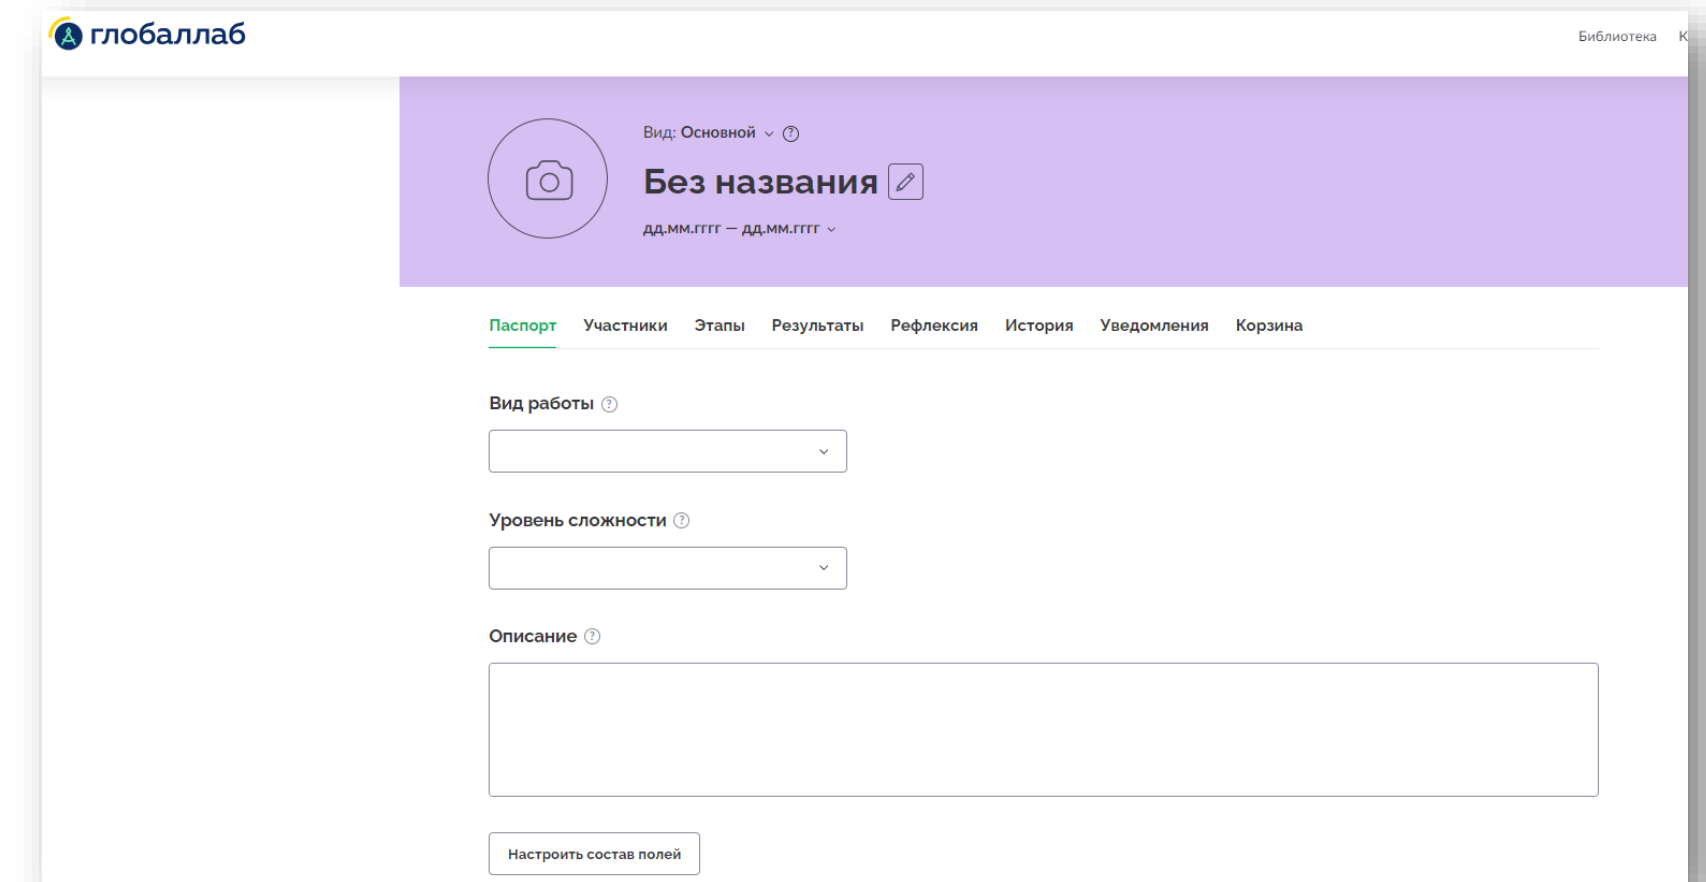 глобаллаб
Библиотека К
Вид: Основной
Без названия
дд.мм.гггг — дд.мм.гггг
Паспорт Участники Этапы Результаты Рефлексия История Уведомления Корзина
Вид работы
Уровень сложности
Описание
Настроить состав полей